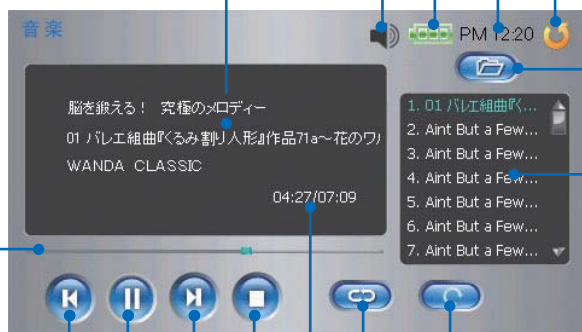 音楽
PM 12:20
脳を鍛える! 究極のメロディー
01 バレエ組曲『くるみ割り人形』作品71a~花のワ
WANDA CLASSIC
04:27/07:09
1. 01 バレエ組曲『く...
2. Aint But a Few...
3. Aint But a Few...
4. Aint But a Few...
5. Aint But a Few...
6. Aint But a Few...
7. Aint But a Few...